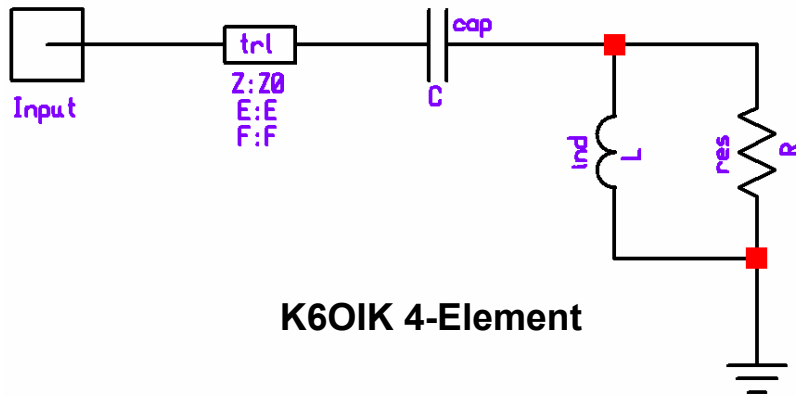 Input
trl
Z:Z0
E:E
F:F
cap
C
ind
L
res
R
K6OIK 4-Element